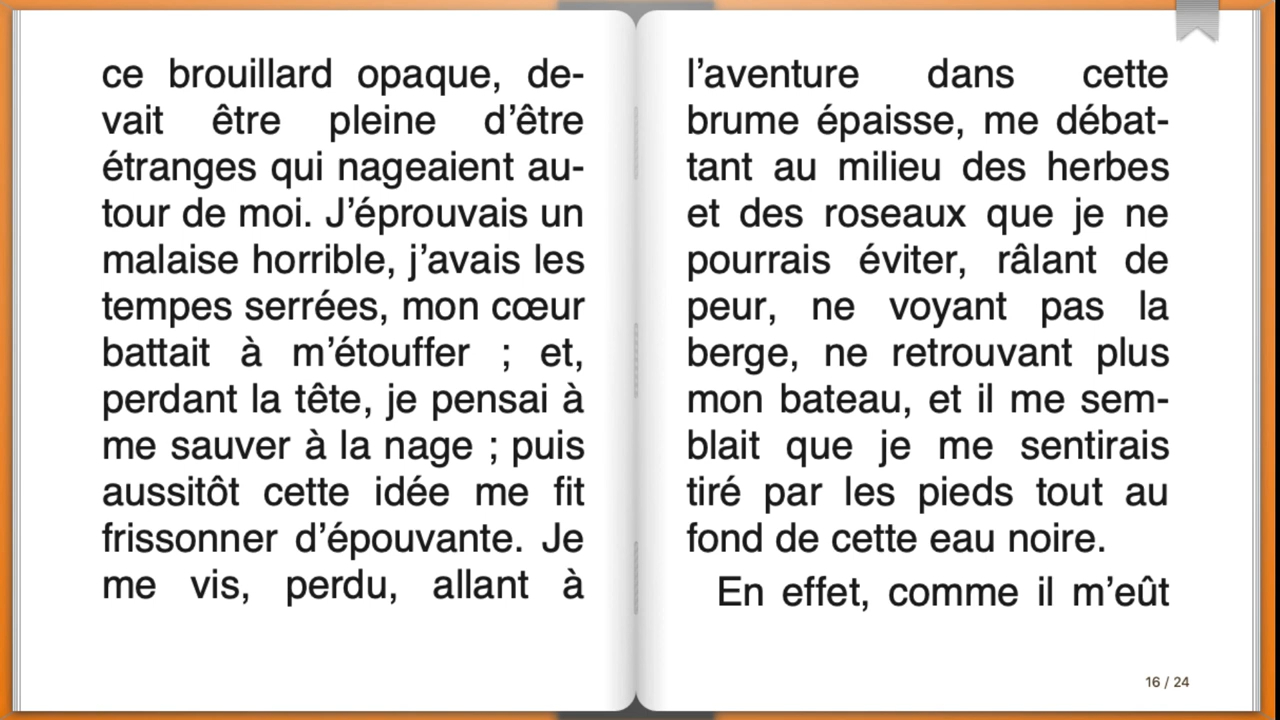 ce brouillard opaque, de-
vait être pleine d’être
étranges qui nageaient au-
tour de moi. J’éprouvais un
malaise horrible, j’avais les
tempes serrées, mon cœur
battait à m’étouffer ; et,
perdant la tête, je pensai à
me sauver à la nage ; puis
aussitôt cette idée me fit
frissonner d’épouvante. Je
me vis, perdu, allant à
l’aventure dans cette
brume épaisse, me débat-
tant au milieu des herbes
et des roseaux que je ne
pourrais éviter, râlant de
peur, ne voyant pas la
berge, ne retrouvant plus
mon bateau, et il me sem-
blait que je me sentirais
tiré par les pieds tout au
fond de cette eau noire.
En effet, comme il m’eût
16 / 24